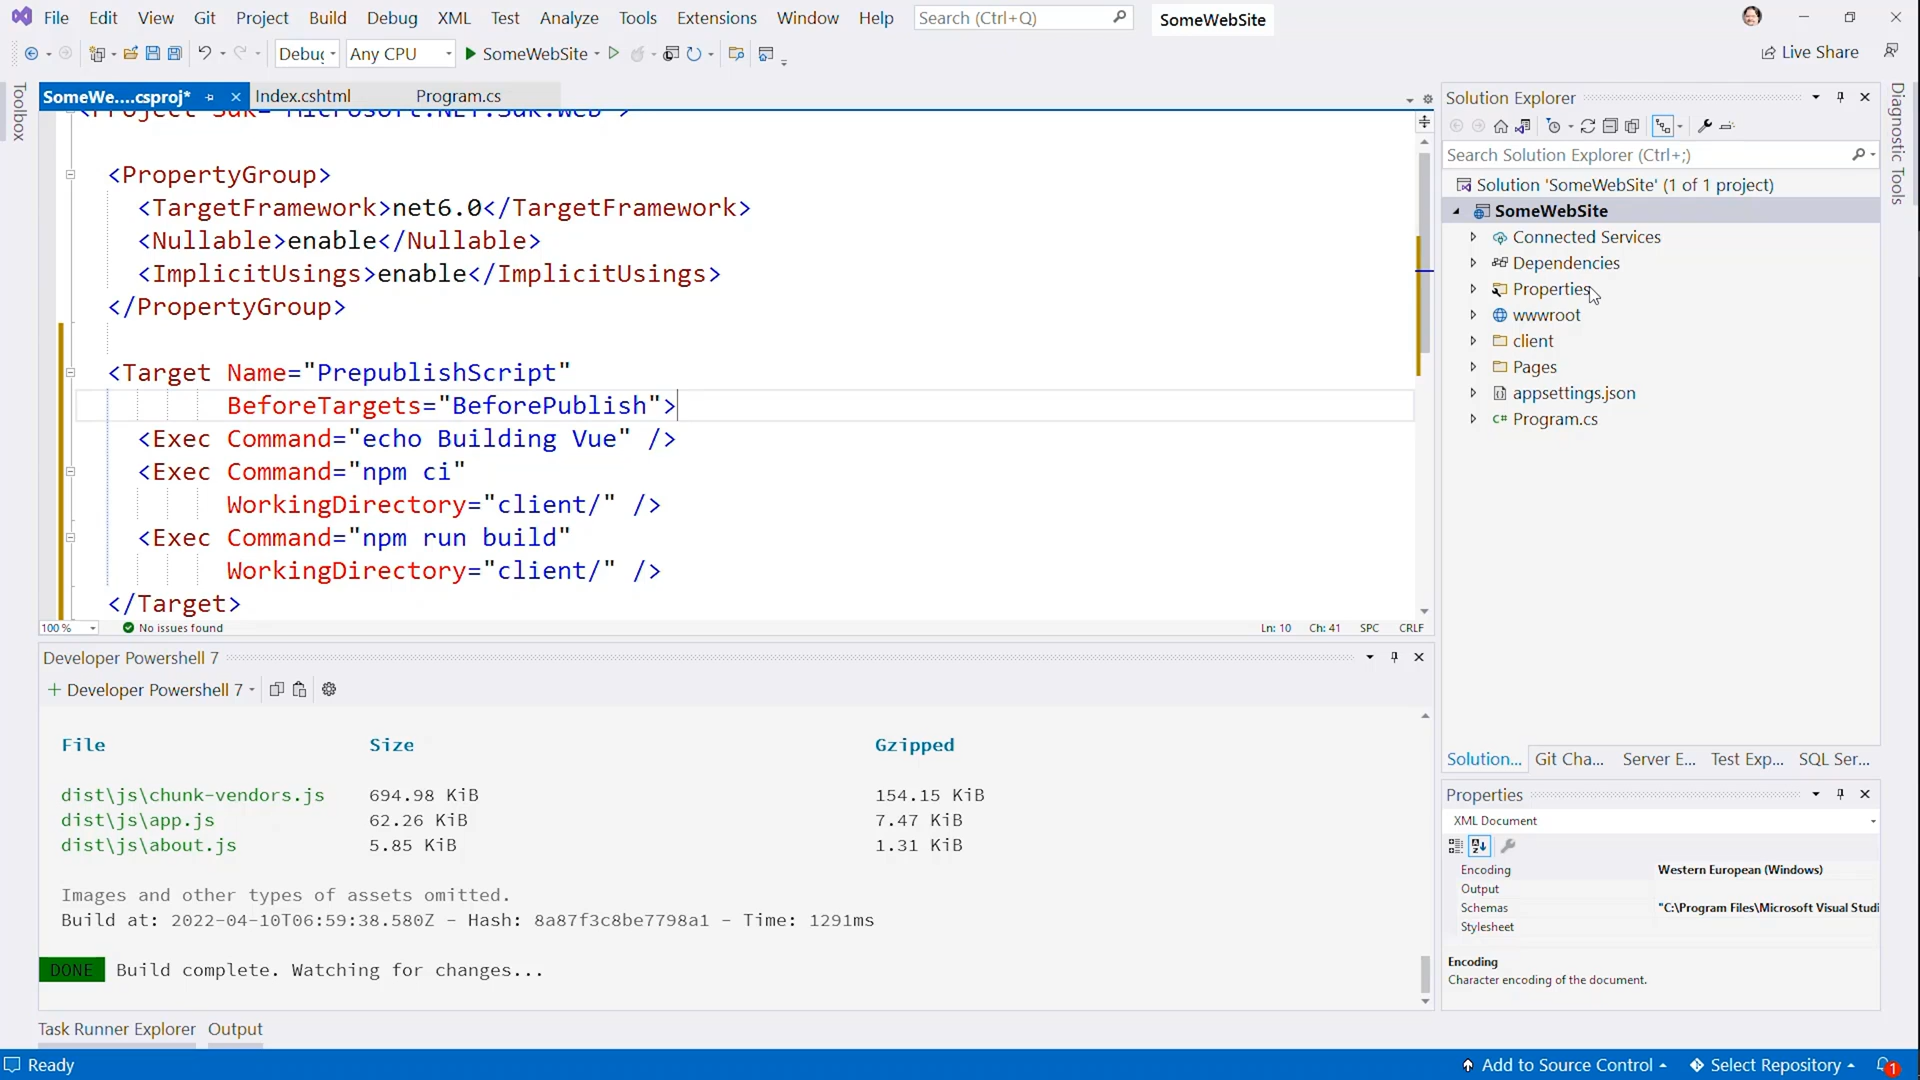 File Edit View Git Project Build Debug XML Test Analyze Tools Extensions Window Help Search (Ctrl+Q) SomeWebSite
Debug Any CPU SomeWebSite Live Share
Toolbox
SomeWe....csproj* Index.cshtml Program.cs
<PropertyGroup>
<TargetFramework>net6.0</TargetFramework>
<Nullable>enable</Nullable>
<ImplicitUsings>enable</ImplicitUsings>
</PropertyGroup>
<Target Name="PrepublishScript"
BeforeTargets="BeforePublish">
<Exec Command="echo Building Vue" />
<Exec Command="npm ci"
WorkingDirectory="client/" />
<Exec Command="npm run build"
WorkingDirectory="client/" />
</Target>
100 % No issues found Ln: 10 Ch: 41 SPC CRLF
Developer Powershell 7
Developer Powershell 7
File Size Gzipped
dist\js\chunk-vendors.js 694.98 KiB 154.15 KiB
dist\js\app.js 62.26 KiB 7.47 KiB
dist\js\about.js 5.85 KiB 1.31 KiB
Images and other types of assets omitted.
Build at: 2022-04-10T06:59:38.580Z - Hash: 8a87f3c8be7798a1 - Time: 1291ms
DONE Build complete. Watching for changes...
Task Runner Explorer Output
Solution Explorer
Search Solution Explorer (Ctrl+;)
Solution 'SomeWebSite' (1 of 1 project)
SomeWebSite
Connected Services
Dependencies
Properties
wwwroot
client
Pages
appsettings.json
C# Program.cs
Solution... Git Cha... Server E... Test Exp... SQL Ser...
Properties
XML Document
Encoding Western European (Windows)
Output
Schemas "C:\Program Files\Microsoft Visual Studi
Stylesheet
Encoding
Character encoding of the document.
Diagnostic Tools
Ready Add to Source Control Select Repository 1